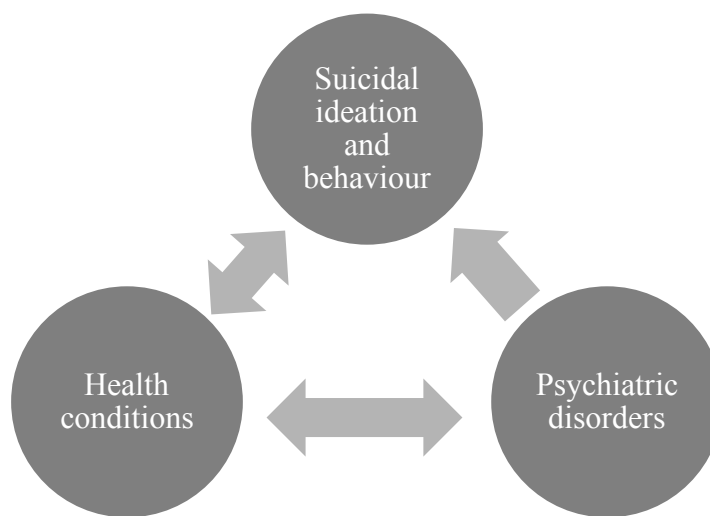 Suicidal
ideation
and
behaviour
Health
conditions
Psychiatric
disorders